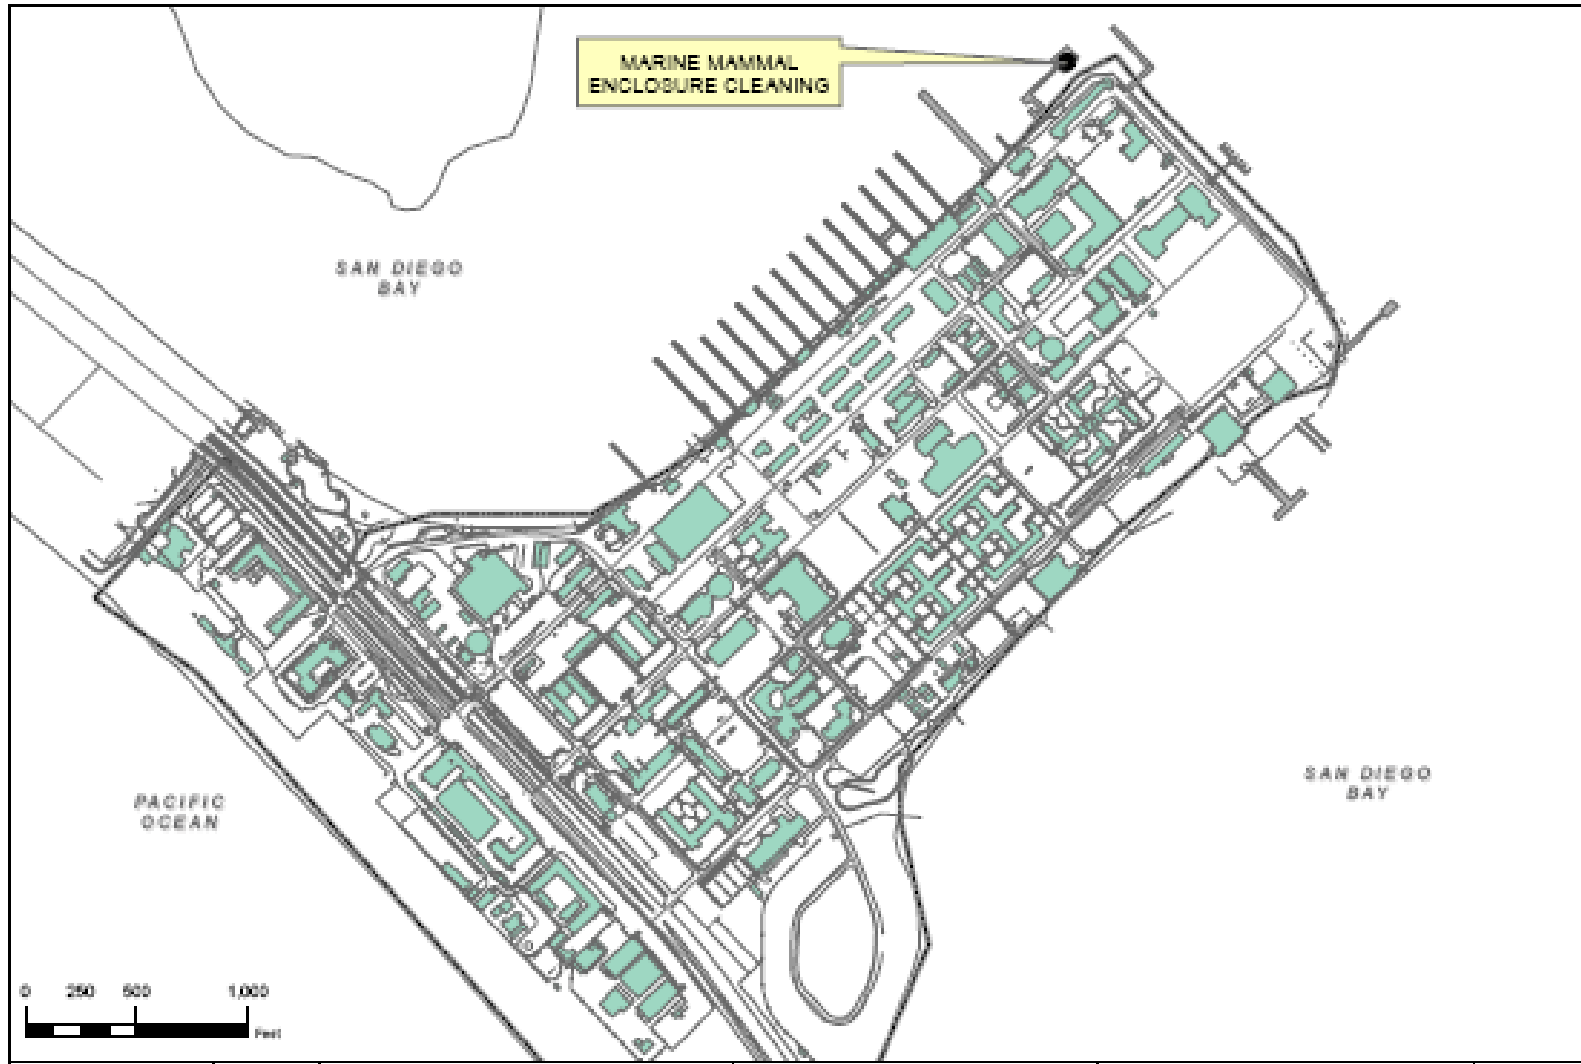 MARINE MAMMAL
ENCLOSURE CLEANING
SAN DIEGO
BAY
SAN DIEGO
BAY
PACIFIC
OCEAN
0 250 500 1,000
Feet